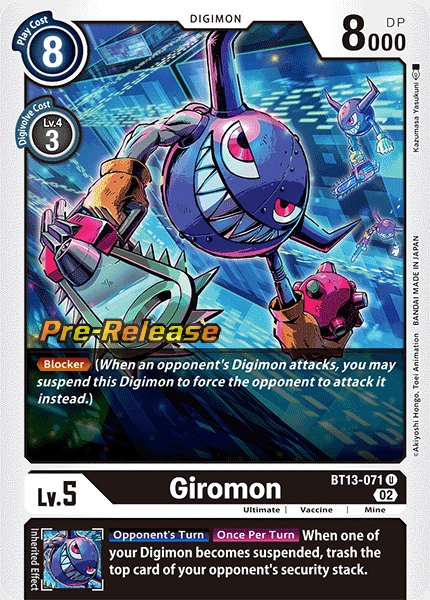 Play Cost
8
DIGIMON
8000
DP
Digivolve Cost
Lv.4
3
Kazumasa Yasukuni
©Akiyoshi Hongo, Toei Animation BANDAI MADE IN JAPAN
Pre-Release
Blocker (When an opponent's Digimon attacks, you may
suspend this Digimon to force the opponent to attack it
instead.)
Lv.5
Giromon
BT13-071 U
02
Ultimate | Vaccine | Mine
Inherited Effect
Opponent's Turn Once Per Turn When one
of your Digimon becomes suspended, trash the
top card of your opponent's security stack.